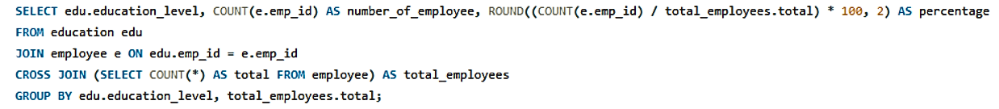 SELECT edu.education_level, COUNT(e.emp_id) AS number_of_employee, ROUND((COUNT(e.emp_id) / total_employees.total) * 100, 2) AS percentage
FROM education edu
JOIN employee e ON edu.emp_id = e.emp_id
CROSS JOIN (SELECT COUNT(*) AS total FROM employee) AS total_employees
GROUP BY edu.education_level, total_employees.total;